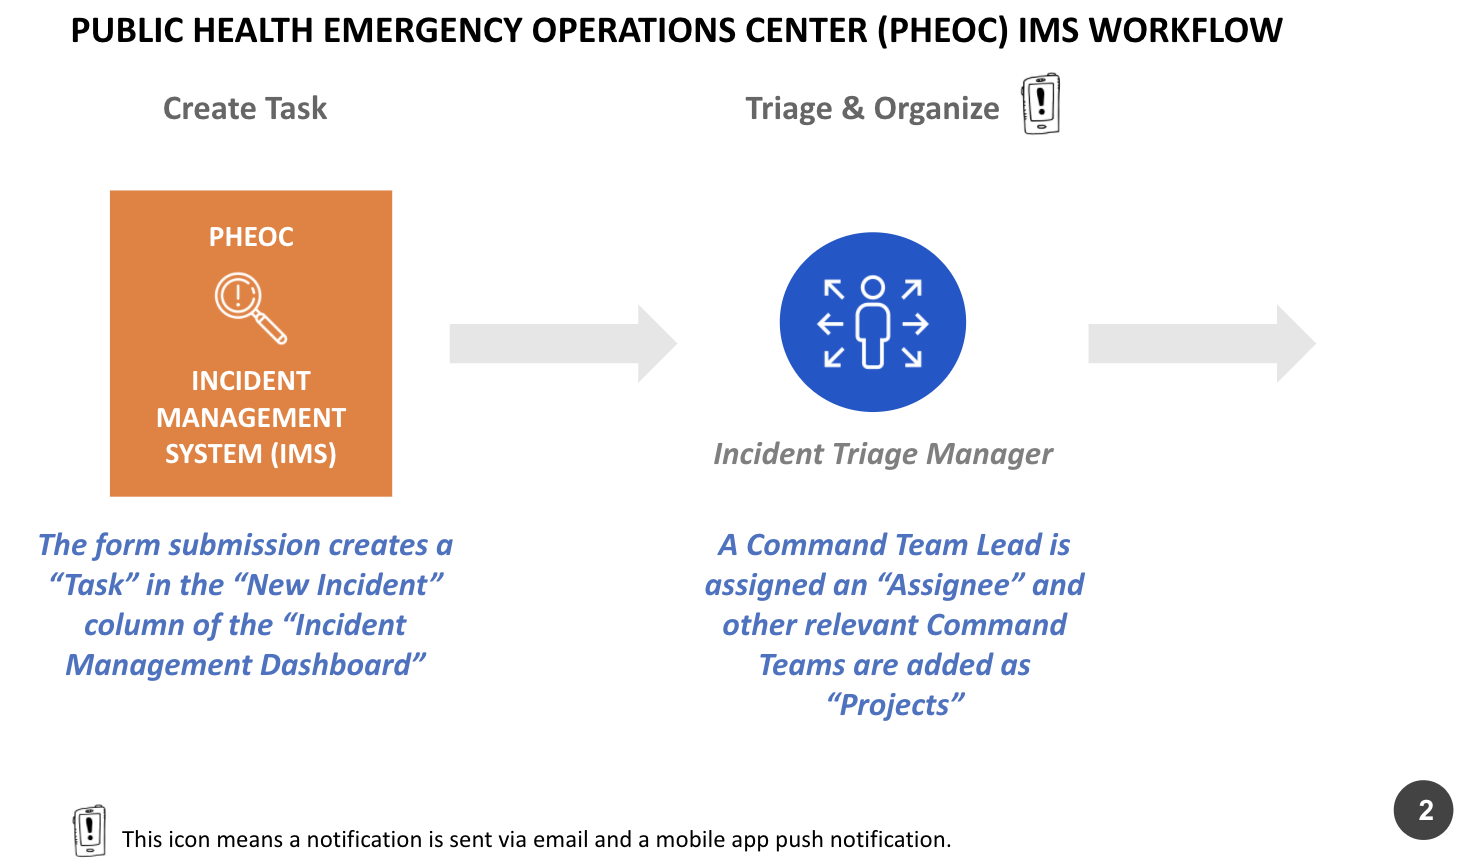 PUBLIC HEALTH EMERGENCY OPERATIONS CENTER (PHEOC) IMS WORKFLOW
Create Task
Triage & Organize
PHEOC
INCIDENT
MANAGEMENT
SYSTEM (IMS)
Incident Triage Manager
The form submission creates a
“Task” in the “New Incident”
column of the “Incident
Management Dashboard”
A Command Team Lead is
assigned an “Assignee” and
other relevant Command
Teams are added as
“Projects”
This icon means a notification is sent via email and a mobile app push notification.
2